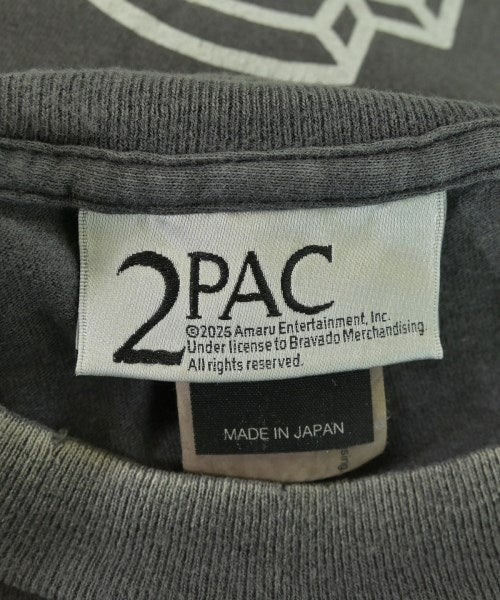 2PAC
©2025 Amaru Entertainment, Inc.
Under license to Bravado Merchandising.
All rights reserved.
MADE IN JAPAN